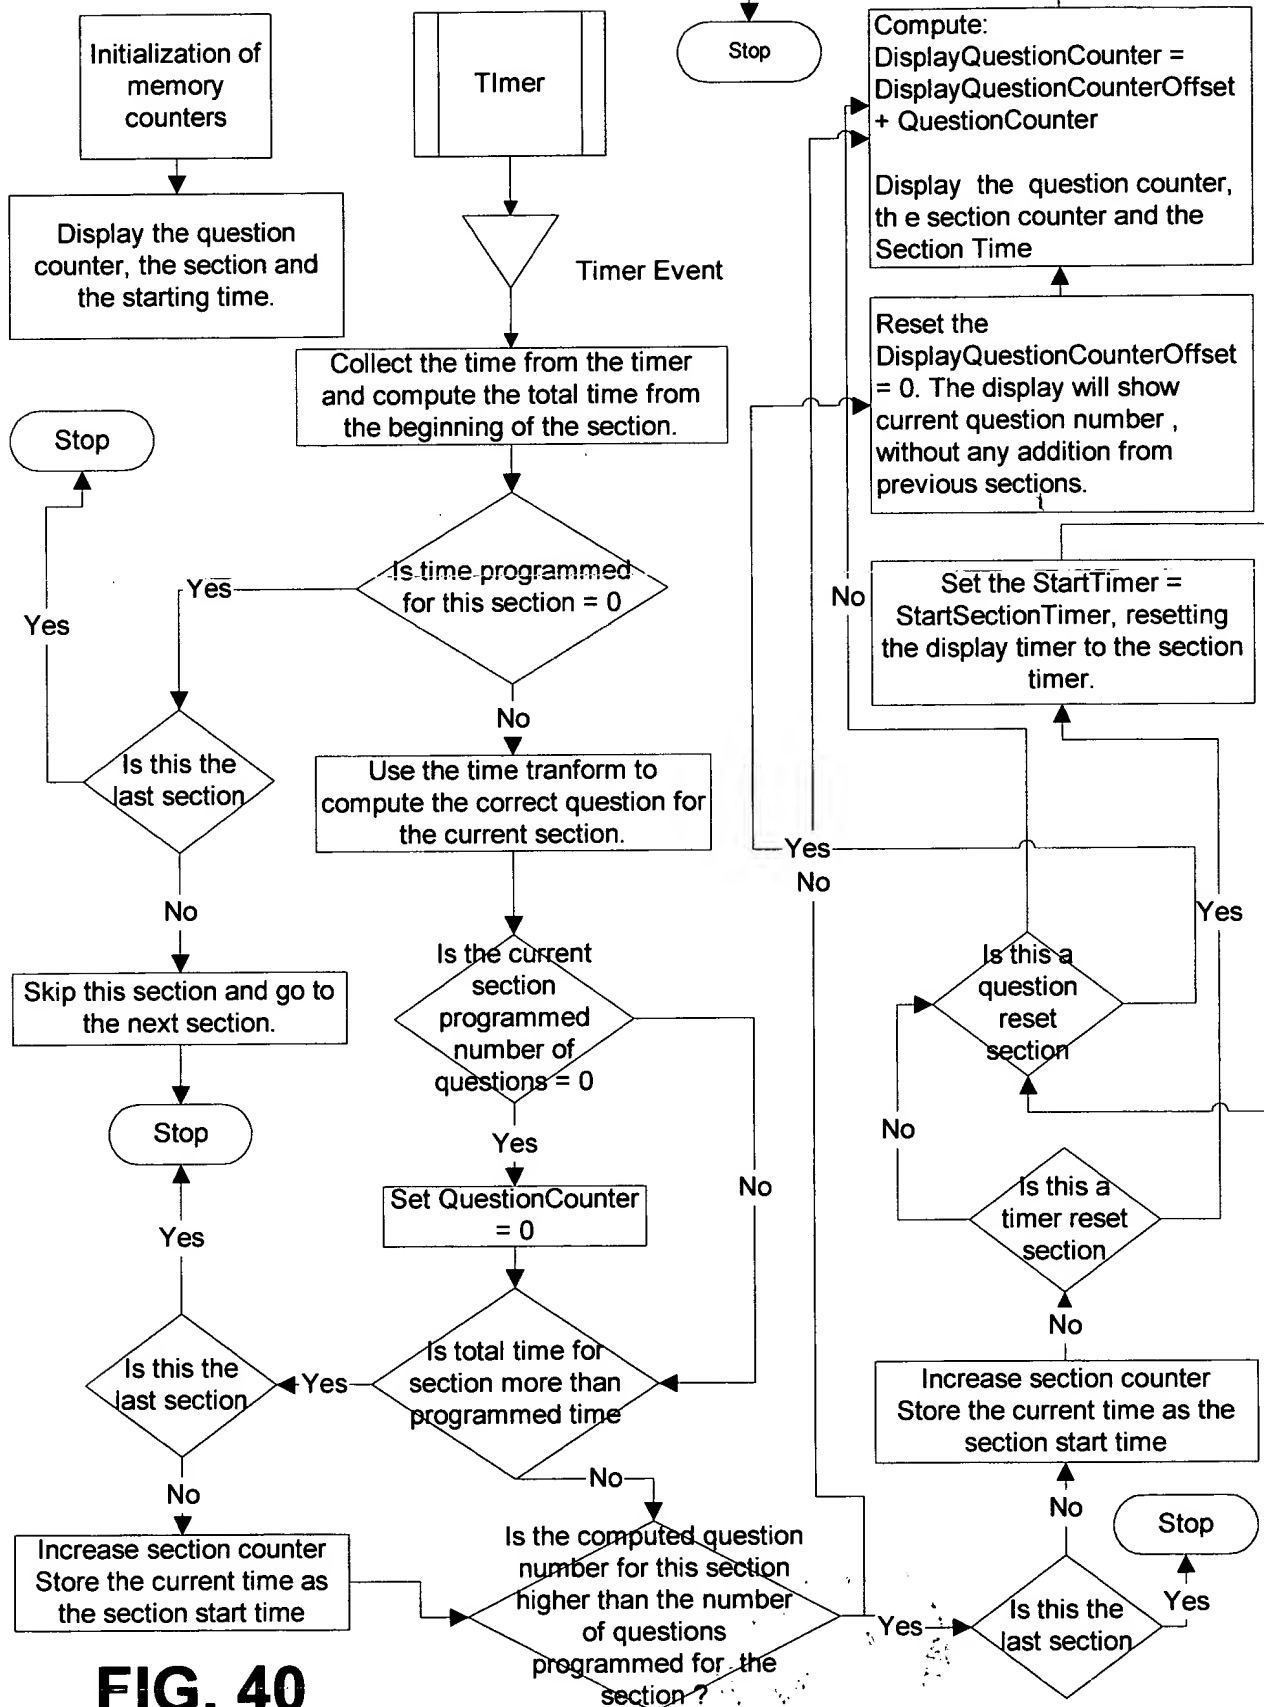 Initialization of
memory
counters
TImer
Stop
Compute:
DisplayQuestionCounter =
DisplayQuestionCounterOffset
+ QuestionCounter
Display the question counter,
th e section counter and the
Section Time
Display the question
counter, the section and
the starting time.
Timer Event
Reset the
DisplayQuestionCounterOffset
= 0. The display will show
current question number ,
without any addition from
previous sections.
Collect the time from the timer
and compute the total time from
the beginning of the section.
Stop
Is time programmed
for this section = 0
Yes
Yes
No
Set the StartTimer =
StartSectionTimer, resetting
the display timer to the section
timer.
No
Is this the
last section
Use the time tranform to
compute the correct question for
the current section.
Yes
No
No
Yes
Is the current
section
programmed
number of
questions = 0
Is this a
question
reset
section
Skip this section and go to
the next section.
Stop
Yes
No
No
Set QuestionCounter
= 0
Is this a
timer reset
section
Yes
No
Is this the
last section
Yes
Is total time for
section more than
programmed time
Increase section counter
Store the current time as the
section start time
No
No
No
Stop
Increase section counter
Store the current time as
the section start time
Is the computed question
number for this section
higher than the number
of questions
programmed for the
section ?
Yes
Is this the
last section
Yes
FIG. 40